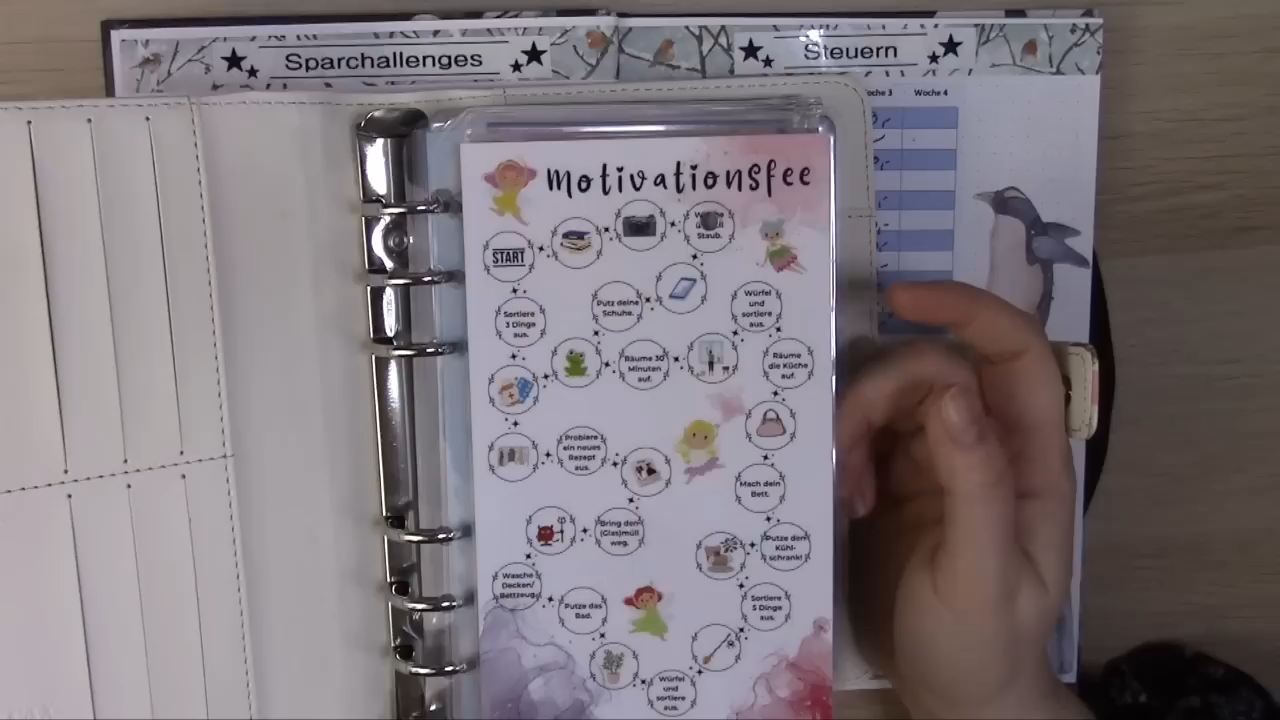 Sparchallenges
Steuern
Woche 4
motivationsfee
START
Staub.
Sortiere
3 Dinge
aus.
Putz deine
Schuhe.
Würfel
und
sortiere
aus.
Räume 30
Minuten
auf.
Räume
die Küche
auf.
Probiere
ein neues
Rezept
aus.
Mach dein
Bett.
Bring den
(Glas)müll
weg.
Putze den
Kühl-
schrank!
Wasche
Decken/
Bettzeug.
Putze das
Bad.
Sortiere
5 Dinge
aus.
Würfel
und
sortiere
aus.